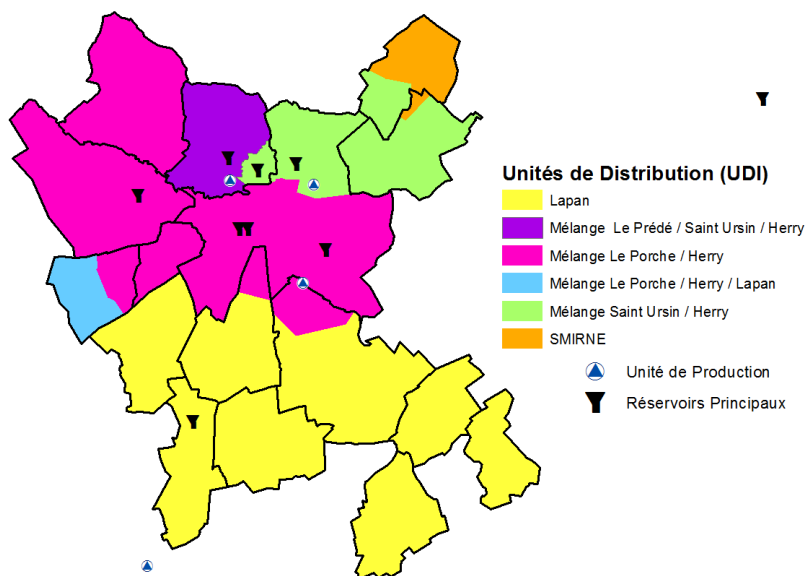 Unités de Distribution (UDI)
Lapan
Mélange Le Prédé / Saint Ursin / Herry
Mélange Le Porche / Herry
Mélange Le Porche / Herry / Lapan
Mélange Saint Ursin / Herry
SMIRNE
Unité de Production
Réservoirs Principaux